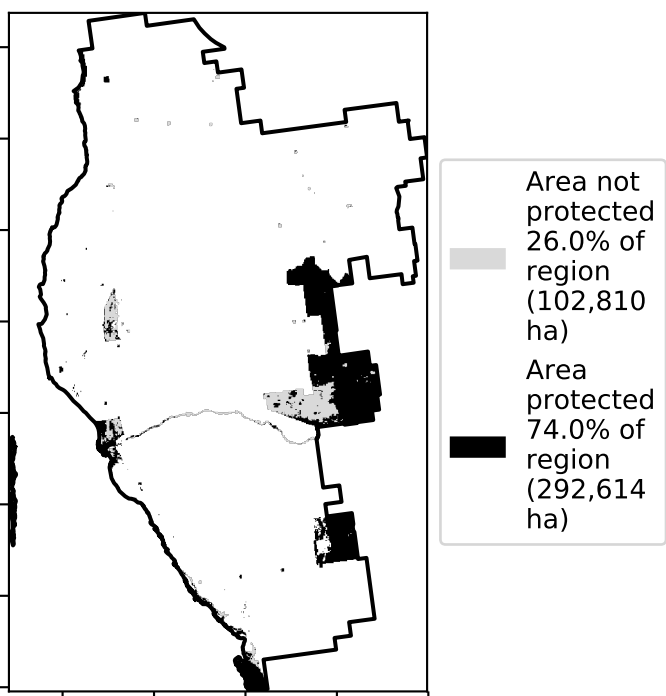 Area not
protected
26.0% of
region
(102,810
ha)
Area
protected
74.0% of
region
(292,614
ha)